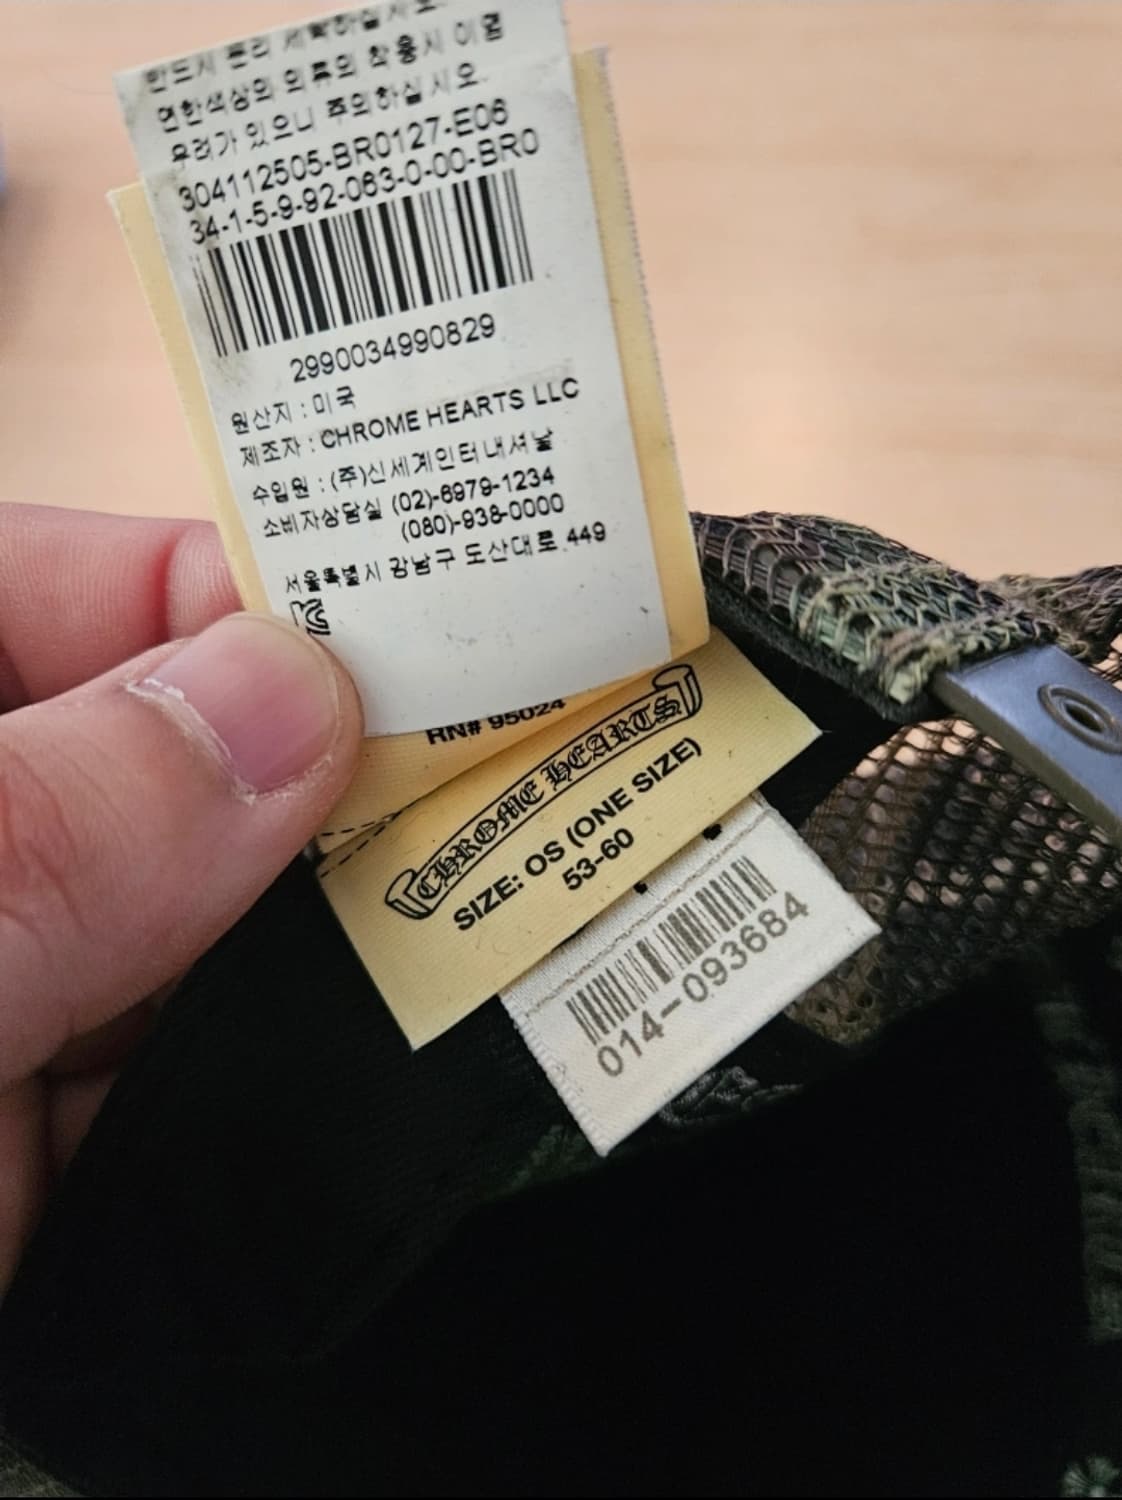 반드시 분리 세탁하십시오.
연한색상의 의류의 착용시 이염
우려가 있으니 주의하십시오.
304112505-BR0127-E06
34-1-5-9-92-063-0-00-BR0
2990034990829
원산지 : 미국
제조자 : CHROME HEARTS LLC
수입원 : (주)신세계인터내셔날
소비자상담실 (02)-6979-1234
(080)-938-0000
서울특별시 강남구 도산대로 449
RN# 95024
CHROME HEARTS
SIZE: OS (ONE SIZE)
53-60
014-093684